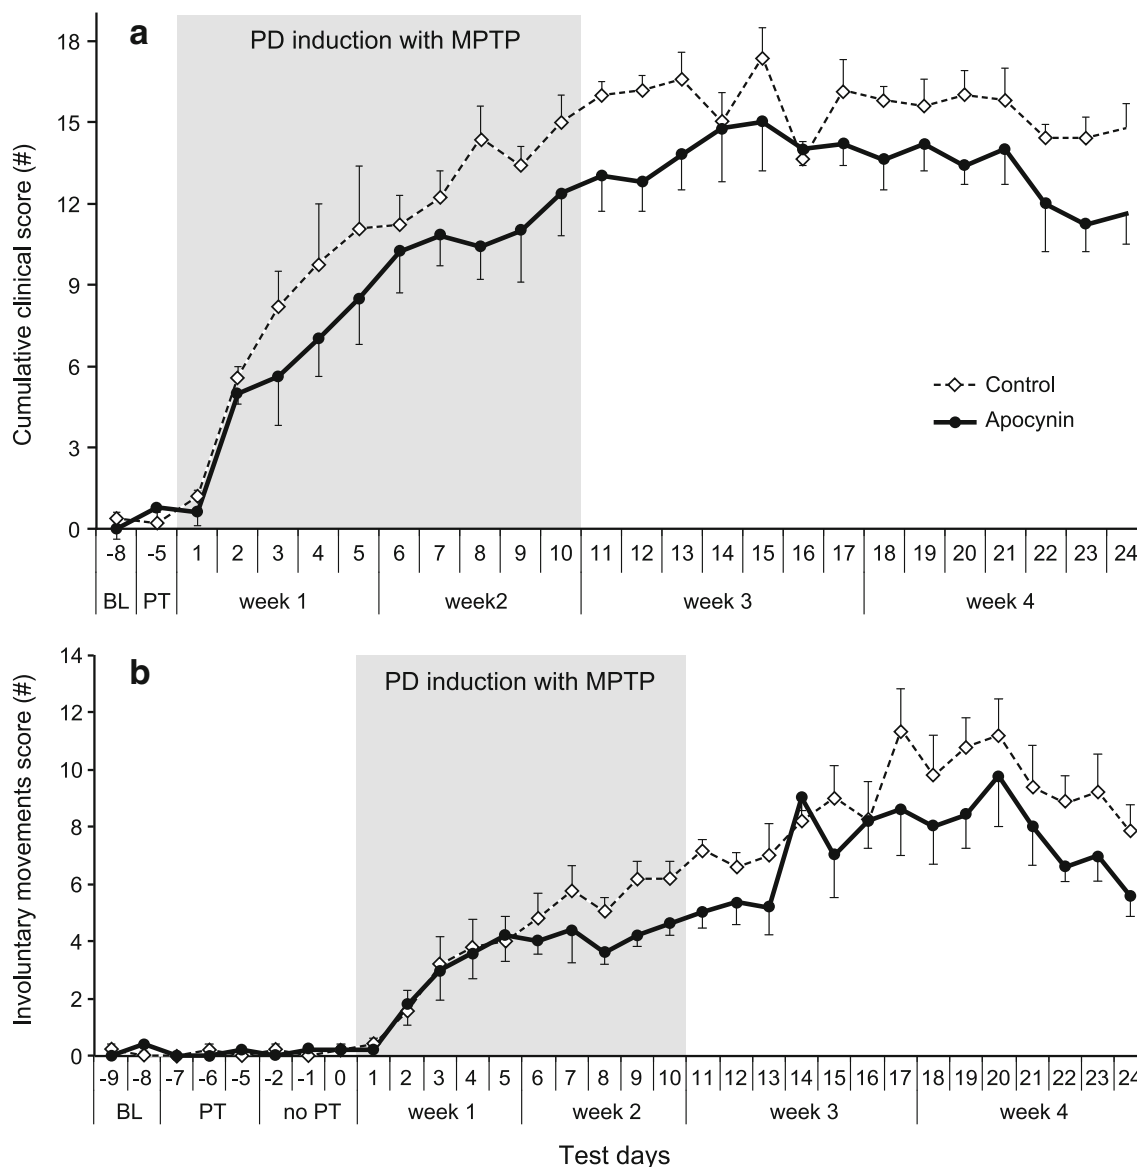 a
PD induction with MPTP
Cumulative clinical score (#)
18
15
12
9
6
3
0
Control
Apocynin
-8 -5 1 2 3 4 5 6 7 8 9 10 11 12 13 14 15 16 17 18 19 20 21 22 23 24
BL PT week 1 week2 week 3 week 4
b
PD induction with MPTP
Involuntary movements score (#)
14
12
10
8
6
4
2
0
-9 -8 -7 -6 -5 -2 -1 0 1 2 3 4 5 6 7 8 9 10 11 12 13 14 15 16 17 18 19 20 21 22 23 24
BL PT no PT week 1 week 2 week 3 week 4
Test days